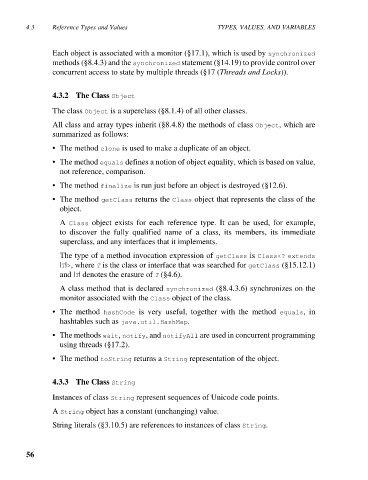 4.3 Reference Types and Values TYPES, VALUES, AND VARIABLES
Each object is associated with a monitor (§17.1), which is used by synchronized
methods (§8.4.3) and the synchronized statement (§14.19) to provide control over
concurrent access to state by multiple threads (§17 (Threads and Locks)).
4.3.2 The Class Object
The class Object is a superclass (§8.1.4) of all other classes.
All class and array types inherit (§8.4.8) the methods of class Object, which are
summarized as follows:
• The method clone is used to make a duplicate of an object.
• The method equals defines a notion of object equality, which is based on value,
not reference, comparison.
• The method finalize is run just before an object is destroyed (§12.6).
• The method getClass returns the Class object that represents the class of the
object.
A Class object exists for each reference type. It can be used, for example,
to discover the fully qualified name of a class, its members, its immediate
superclass, and any interfaces that it implements.
The type of a method invocation expression of getClass is Class<? extends
|T|>, where T is the class or interface that was searched for getClass (§15.12.1)
and |T| denotes the erasure of T (§4.6).
A class method that is declared synchronized (§8.4.3.6) synchronizes on the
monitor associated with the Class object of the class.
• The method hashCode is very useful, together with the method equals, in
hashtables such as java.util.HashMap.
• The methods wait, notify, and notifyAll are used in concurrent programming
using threads (§17.2).
• The method toString returns a String representation of the object.
4.3.3 The Class String
Instances of class String represent sequences of Unicode code points.
A String object has a constant (unchanging) value.
String literals (§3.10.5) are references to instances of class String.
56